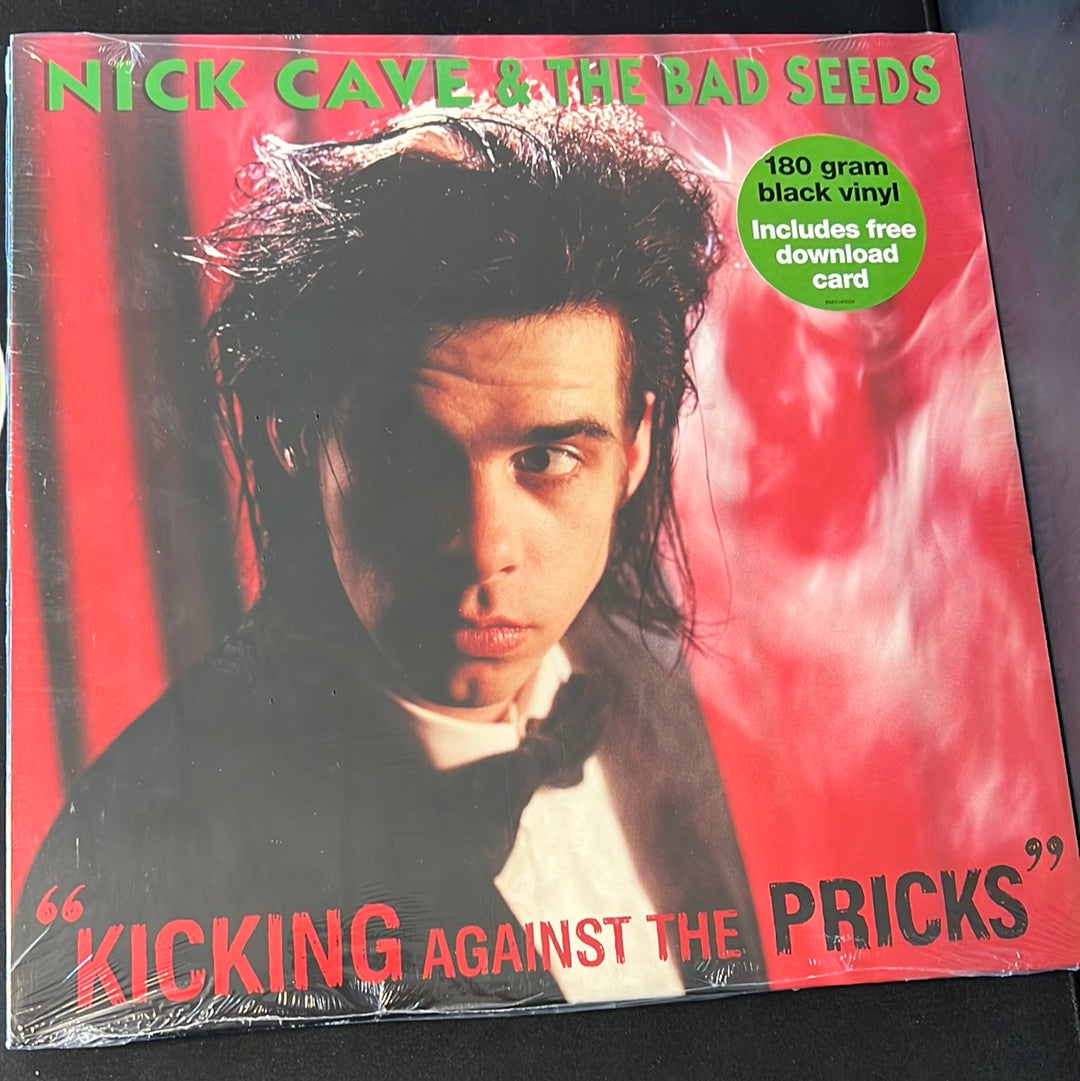 NICK CAVE & THE BAD SEEDS
180 gram
black vinyl
Includes free
download
card
“KICKING AGAINST THE PRICKS”